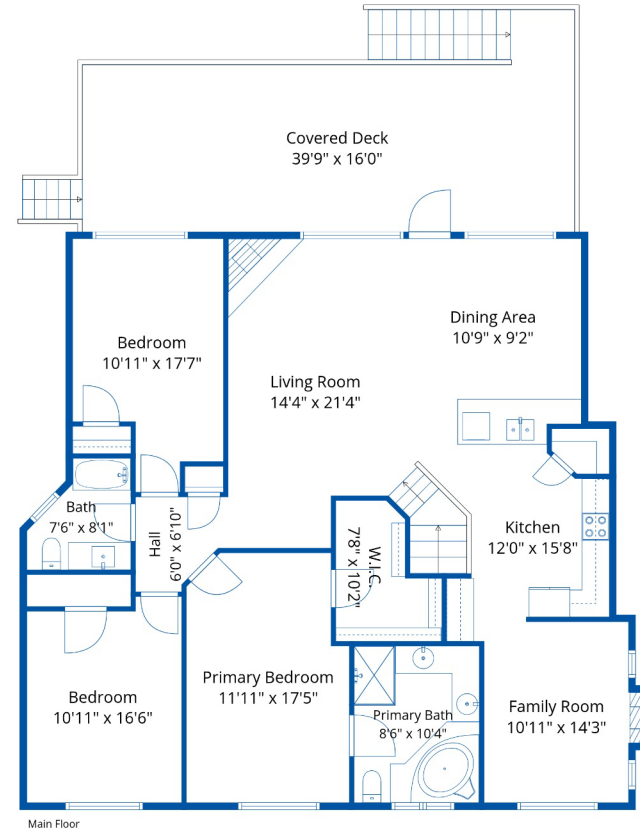 Covered Deck
39'9" x 16'0"
Bedroom
10'11" x 17'7"
Dining Area
10'9" x 9'2"
Living Room
14'4" x 21'4"
Bath
7'6" x 8'1"
Hall
6'0" x 6'10"
W.I.C.
7'8" x 10'2"
Kitchen
12'0" x 15'8"
Bedroom
10'11" x 16'6"
Primary Bedroom
11'11" x 17'5"
Primary Bath
8'6" x 10'4"
Family Room
10'11" x 14'3"
Main Floor